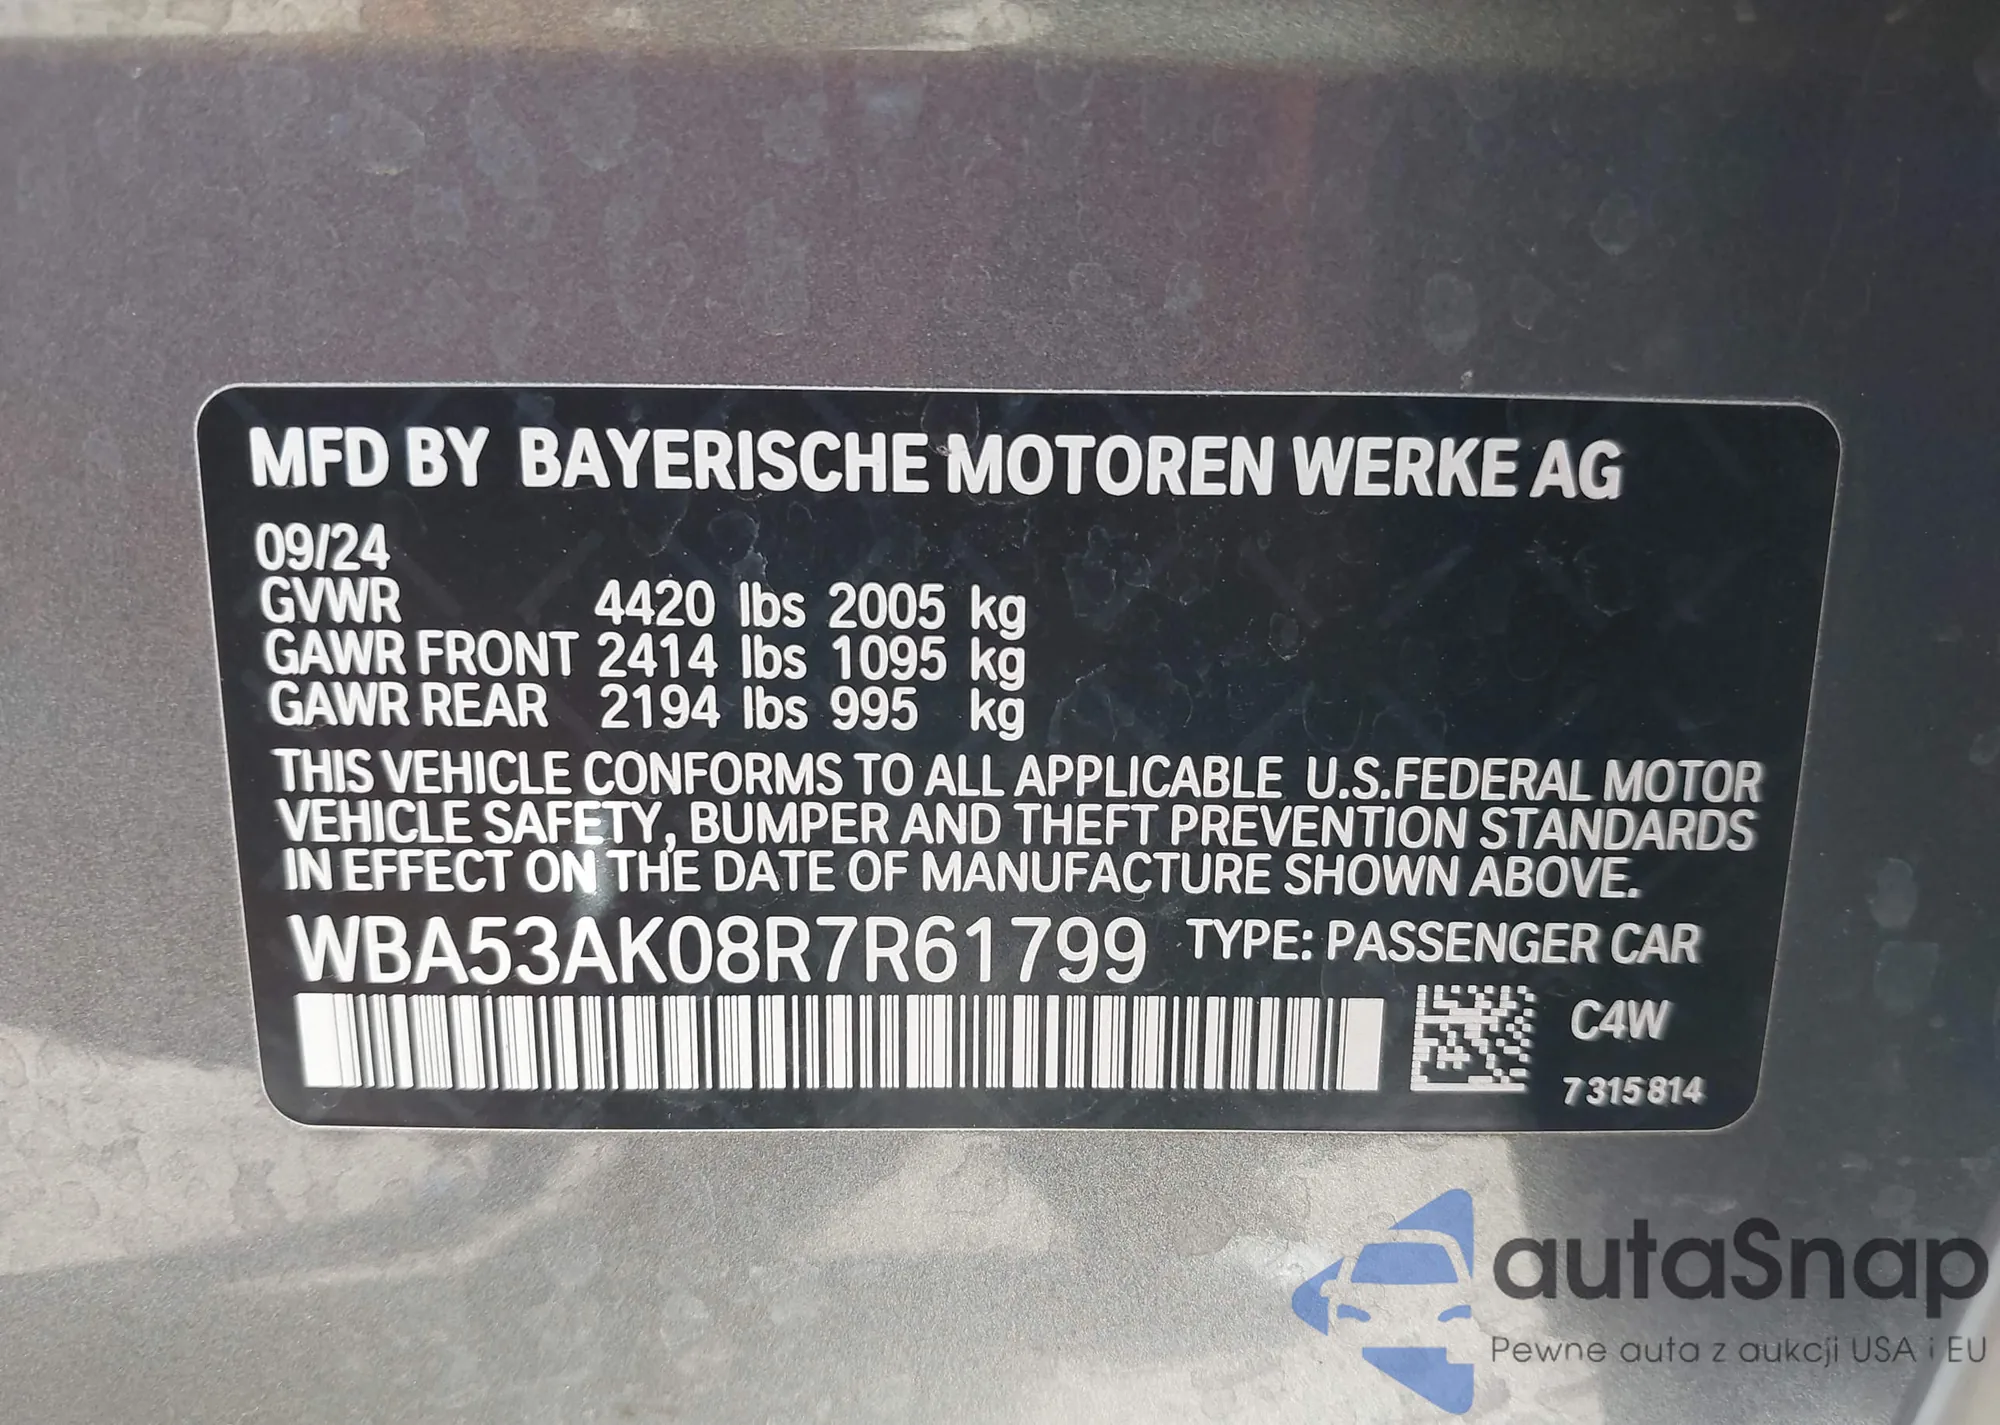 MFD BY BAYERISCHE MOTOREN WERKE AG
09/24
GVWR 4420 lbs 2005 kg
GAWR FRONT 2414 lbs 1095 kg
GAWR REAR 2194 lbs 995 kg
THIS VEHICLE CONFORMS TO ALL APPLICABLE U.S.FEDERAL MOTOR
VEHICLE SAFETY, BUMPER AND THEFT PREVENTION STANDARDS
IN EFFECT ON THE DATE OF MANUFACTURE SHOWN ABOVE.
WBA53AK08R7R61799 TYPE: PASSENGER CAR
C4W
7315814
autaSnap
Pewne auta z aukcji USA i EU